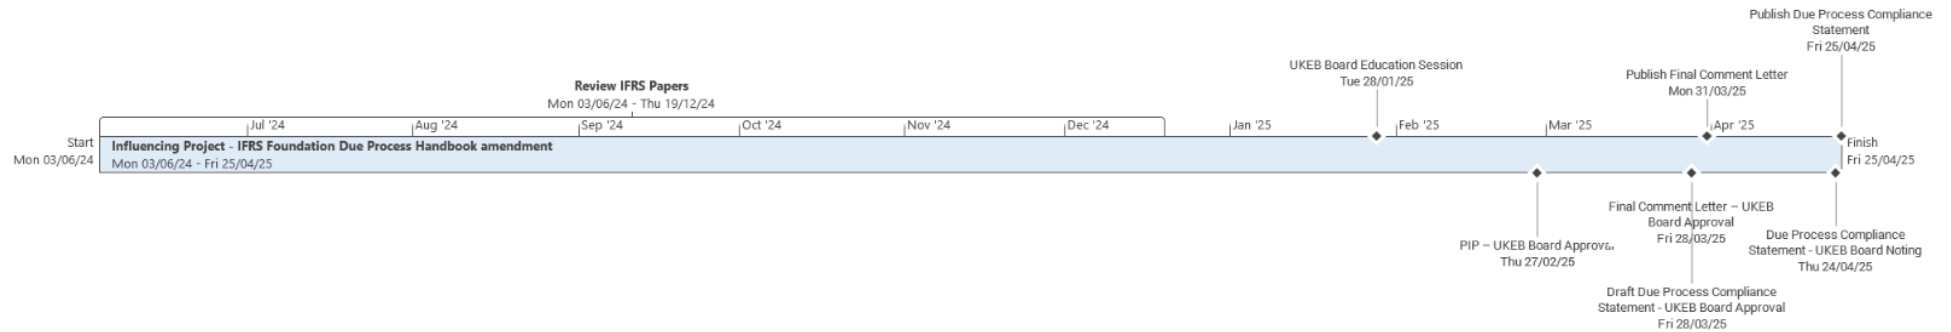 Publish Due Process Compliance
Statement
Fri 25/04/25
UKEB Board Education Session
Tue 28/01/25
Publish Final Comment Letter
Mon 31/03/25
Review IFRS Papers
Mon 03/06/24 - Thu 19/12/24
Jul '24
Aug '24
Sep '24
Oct '24
Nov '24
Dec '24
Jan '25
Feb '25
Mar '25
Apr '25
Start
Mon 03/06/24
Influencing Project - IFRS Foundation Due Process Handbook amendment
Mon 03/06/24 - Fri 25/04/25
Finish
Fri 25/04/25
Final Comment Letter – UKEB
Board Approval
Fri 28/03/25
PIP – UKEB Board Approval
Thu 27/02/25
Due Process Compliance
Statement - UKEB Board Noting
Thu 24/04/25
Draft Due Process Compliance
Statement - UKEB Board Approval
Fri 28/03/25